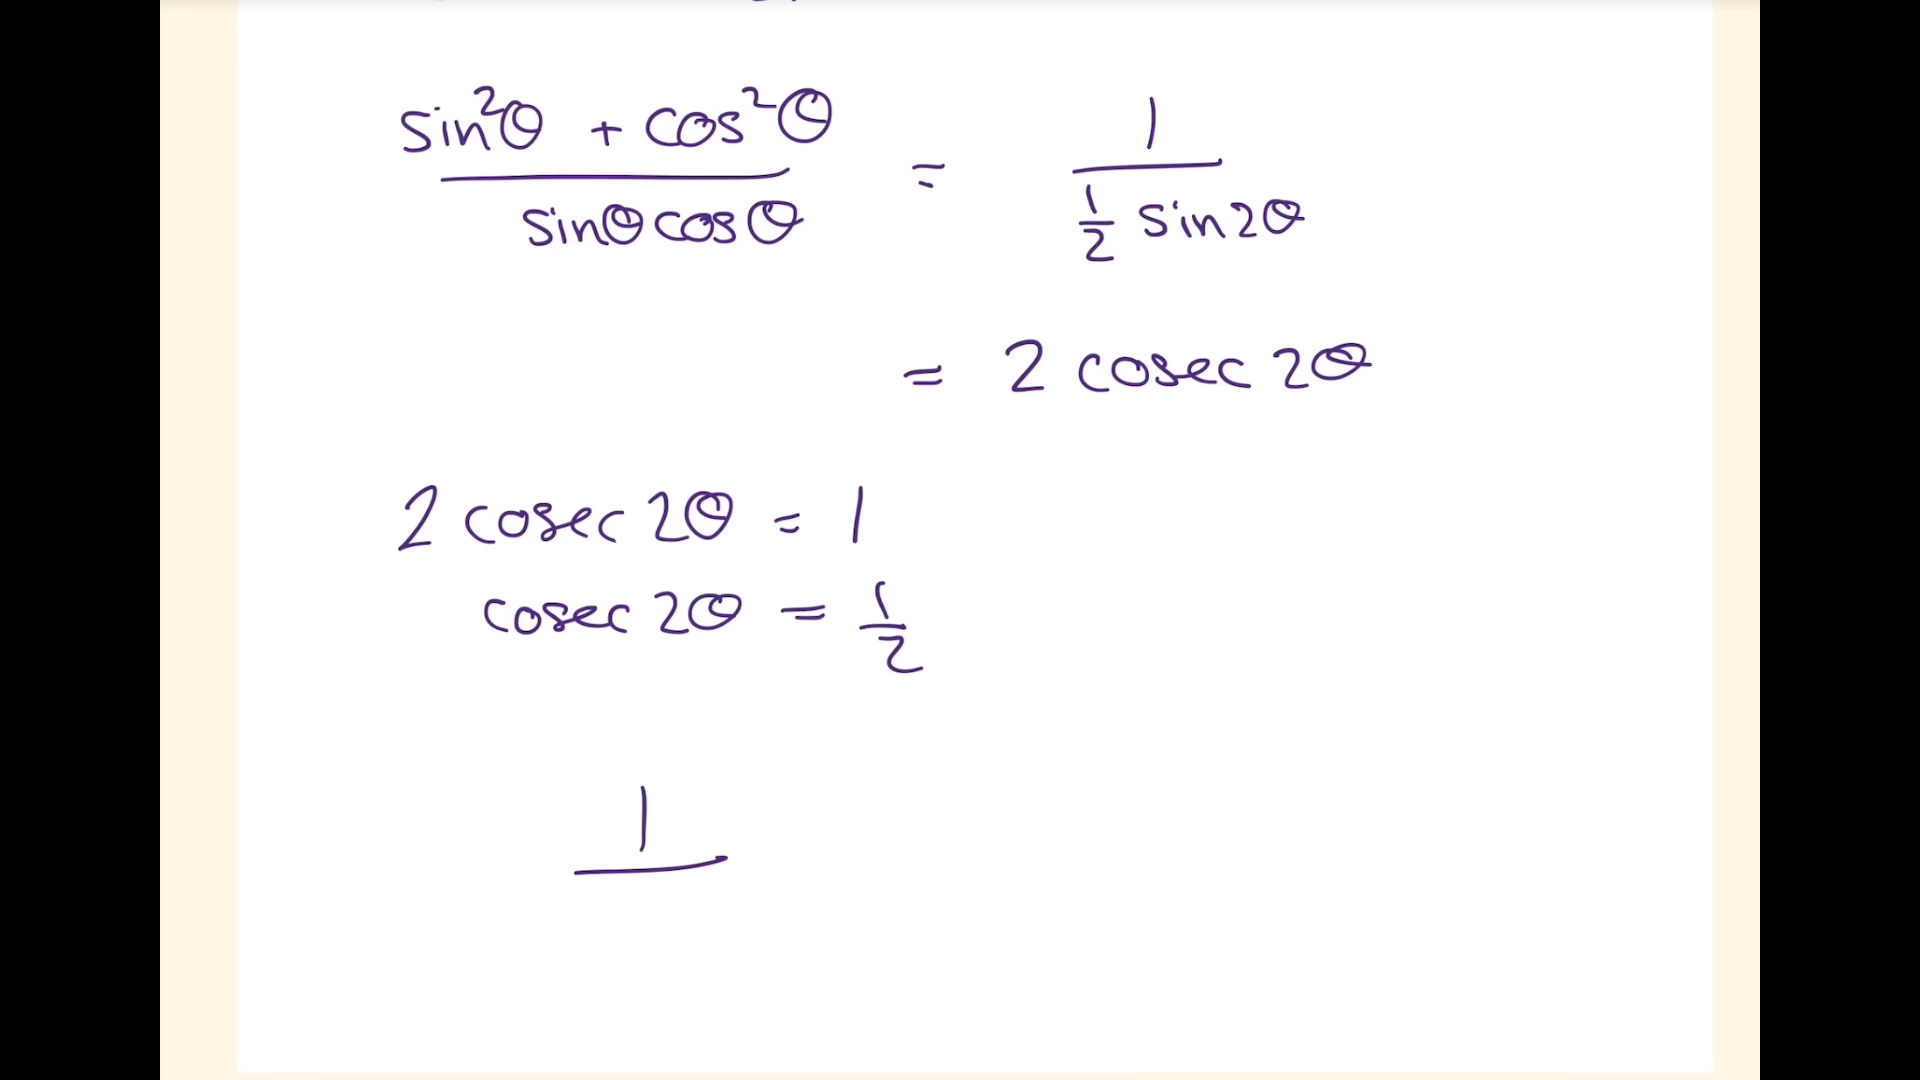 sin²θ + cos²θ / sinθ cosθ = 1 / ½ sin2θ
= 2 cosec 2θ
2 cosec 2θ = 1
cosec 2θ = ½
1